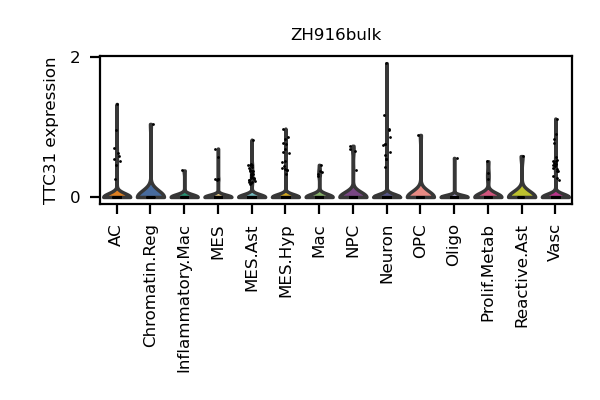 ZH916bulk
TTC31 expression
2
0
AC
Chromatin.Reg
Inflammatory.Mac
MES
MES.Ast
MES.Hyp
Mac
NPC
Neuron
OPC
Oligo
Prolif.Metab
Reactive.Ast
Vasc